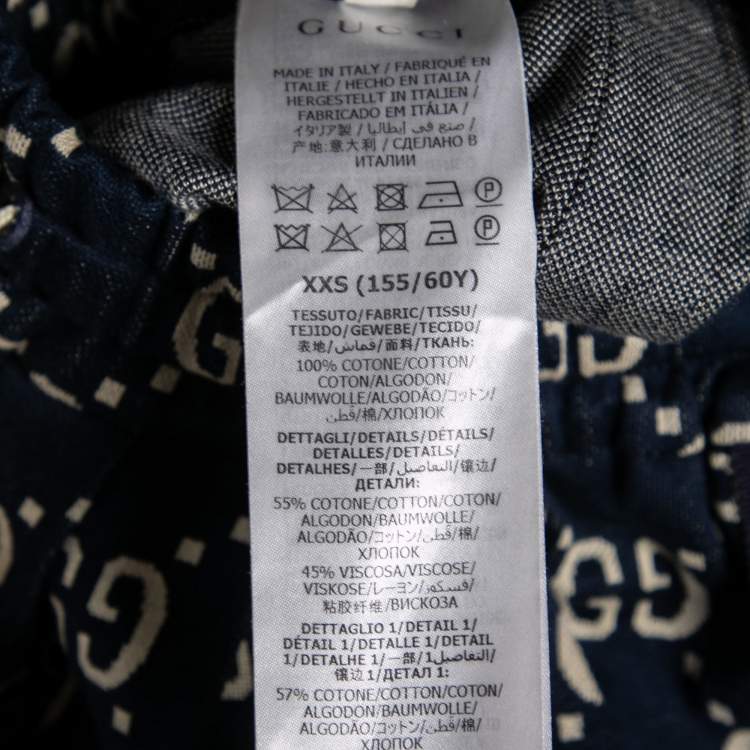 GUCCI
MADE IN ITALY / FABRIQUÉ EN
ITALIE / HECHO EN ITALIA /
HERGESTELLT IN ITALIEN /
FABRICADO EM ITÁLIA /
イタリア製 / صنع في إيطاليا /
产地:意大利 / СДЕЛАНО В
ИТАЛИИ
P
P
XXS (155/60Y)
TESSUTO/FABRIC/TISSU/
TEJIDO/GEWEBE/TECIDO/
表地/قماش/面料/ТКАНЬ:
100% COTONE/COTTON/
COTON/ALGODON/
BAUMWOLLE/ALGODÃO/コットン
/قطن/棉/ХЛОПОК
DETTAGLI/DETAILS/DÉTAILS/
DETALLES/DETAILS/
DETALHES/一部/التفاصيل/镶边/
ДЕТАЛИ:
55% COTONE/COTTON/COTON/
ALGODON/BAUMWOLLE/
ALGODÃO/コットン/قطن/棉/
ХЛОПОК
45% VISCOSA/VISCOSE/
VISKOSE/レーヨン/فسكوز/
粘胶纤维/ВИСКОЗА
DETTAGLIO 1/DETAIL 1/
DÉTAIL 1/DETALLE 1/DETAIL
1/DETALHE 1/一部/التفاصيل1/
镶边 1/ДЕТАЛ 1:
57% COTONE/COTTON/COTON/
ALGODON/BAUMWOLLE/
ALGODÃO/コットン/قطن/棉/
ХЛОПОК